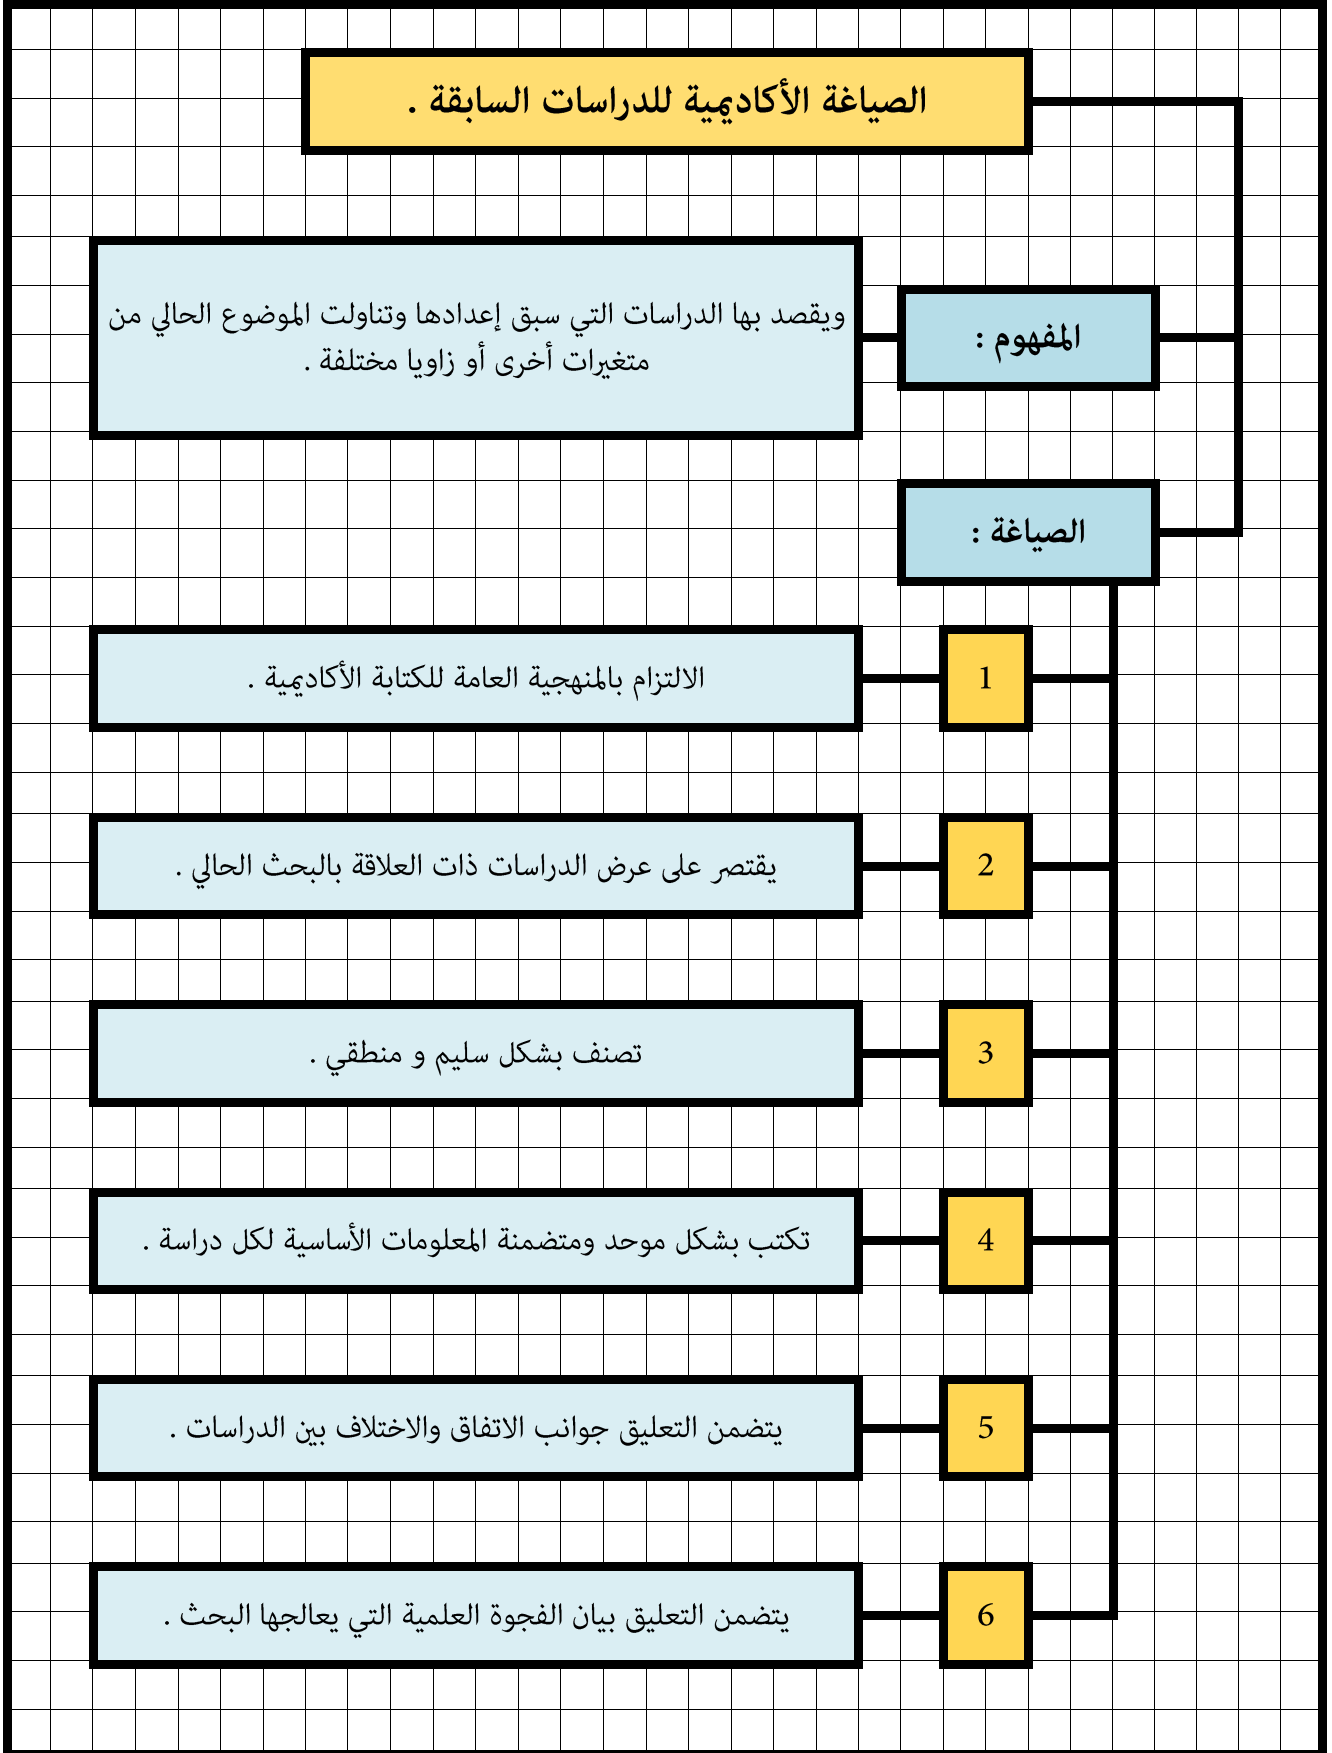 الصياغة الأكاديمية للدراسات السابقة .
المفهوم :
ويقصد بها الدراسات التي سبق إعدادها وتناولت الموضوع الحالي من
متغيرات أخرى أو زاويا مختلفة .
الصياغة :
1
الالتزام بالمنهجية العامة للكتابة الأكاديمية .
2
يقتصر على عرض الدراسات ذات العلاقة بالبحث الحالي .
3
تصنف بشكل سليم و منطقي .
4
تكتب بشكل موحد ومتضمنة المعلومات الأساسية لكل دراسة .
5
يتضمن التعليق جوانب الاتفاق والاختلاف بين الدراسات .
6
يتضمن التعليق بيان الفجوة العلمية التي يعالجها البحث .